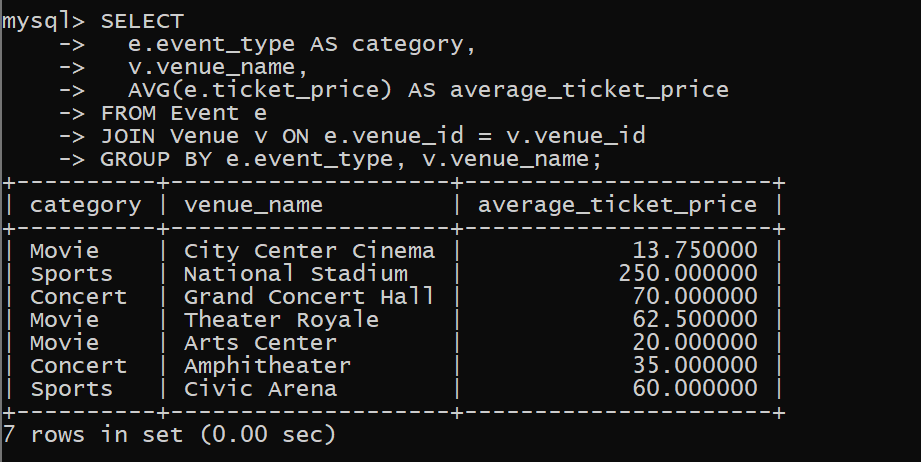 mysql> SELECT
    ->   e.event_type AS category,
    ->   v.venue_name,
    ->   AVG(e.ticket_price) AS average_ticket_price
    -> FROM Event e
    -> JOIN Venue v ON e.venue_id = v.venue_id
    -> GROUP BY e.event_type, v.venue_name;
+----------+--------------------+----------------------+
| category | venue_name         | average_ticket_price |
+----------+--------------------+----------------------+
| Movie    | City Center Cinema |            13.750000 |
| Sports   | National Stadium   |           250.000000 |
| Concert  | Grand Concert Hall |            70.000000 |
| Movie    | Theater Royale     |            62.500000 |
| Movie    | Arts Center        |            20.000000 |
| Concert  | Amphitheater       |            35.000000 |
| Sports   | Civic Arena        |            60.000000 |
+----------+--------------------+----------------------+
7 rows in set (0.00 sec)